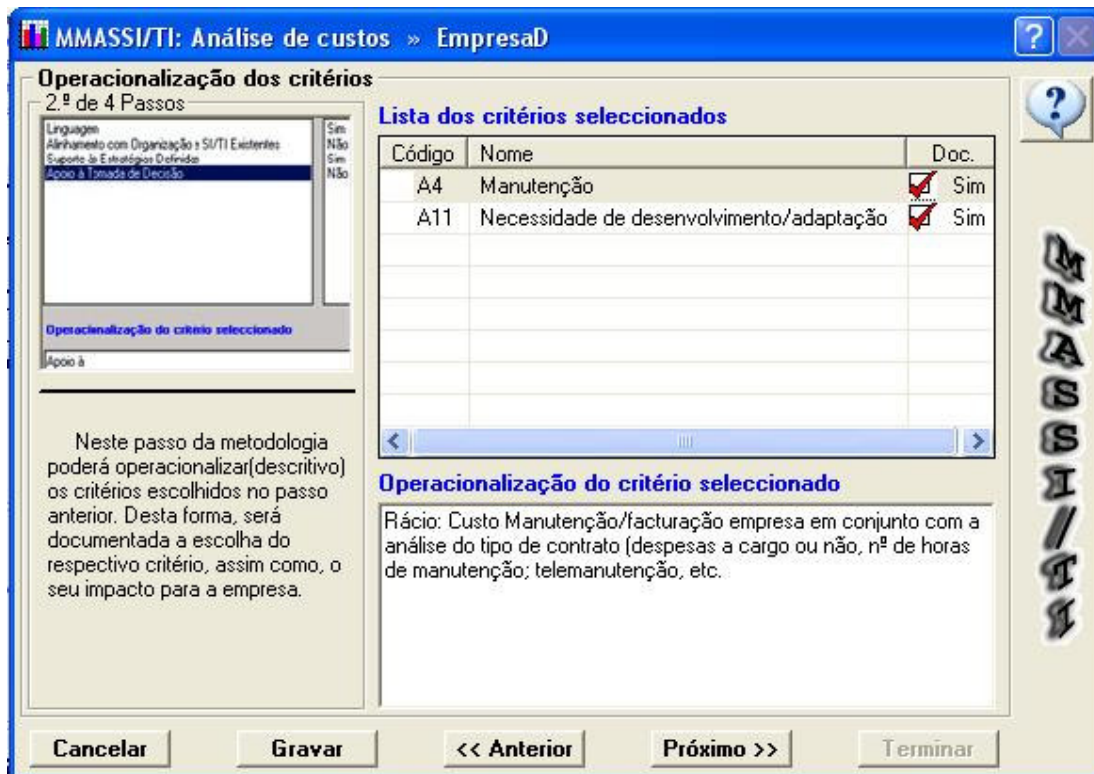 MMASSI/TI: Análise de custos » EmpresaD
Operacionalização dos critérios
2.º de 4 Passos
Linguagem
Alinhamento com Organização e SI/TI Existentes
Suporte às Estratégias Definidas
Apoio à Tomada de Decisão
Sim
Não
Sim
Não
Operacionalização do critério seleccionado
Apoio à
Neste passo da metodologia
poderá operacionalizar(descritivo)
os critérios escolhidos no passo
anterior. Desta forma, será
documentada a escolha do
respectivo critério, assim como, o
seu impacto para a empresa.
Lista dos critérios seleccionados
Código Nome Doc.
A4 Manutenção Sim
A11 Necessidade de desenvolvimento/adaptação Sim
Operacionalização do critério seleccionado
Rácio: Custo Manutenção/facturação empresa em conjunto com a
análise do tipo de contrato (despesas a cargo ou não, nº de horas
de manutenção; telemanutenção, etc.
MMASSI/TI
Cancelar Gravar << Anterior Próximo >> Terminar